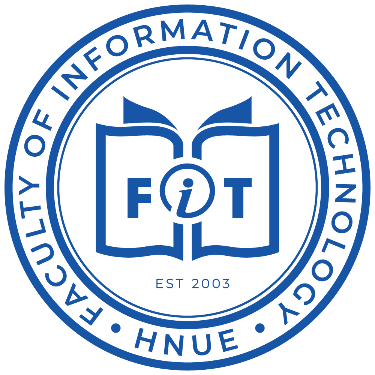 FACULTY OF INFORMATION TECHNOLOGY
FiT
EST 2003
• HNUE •